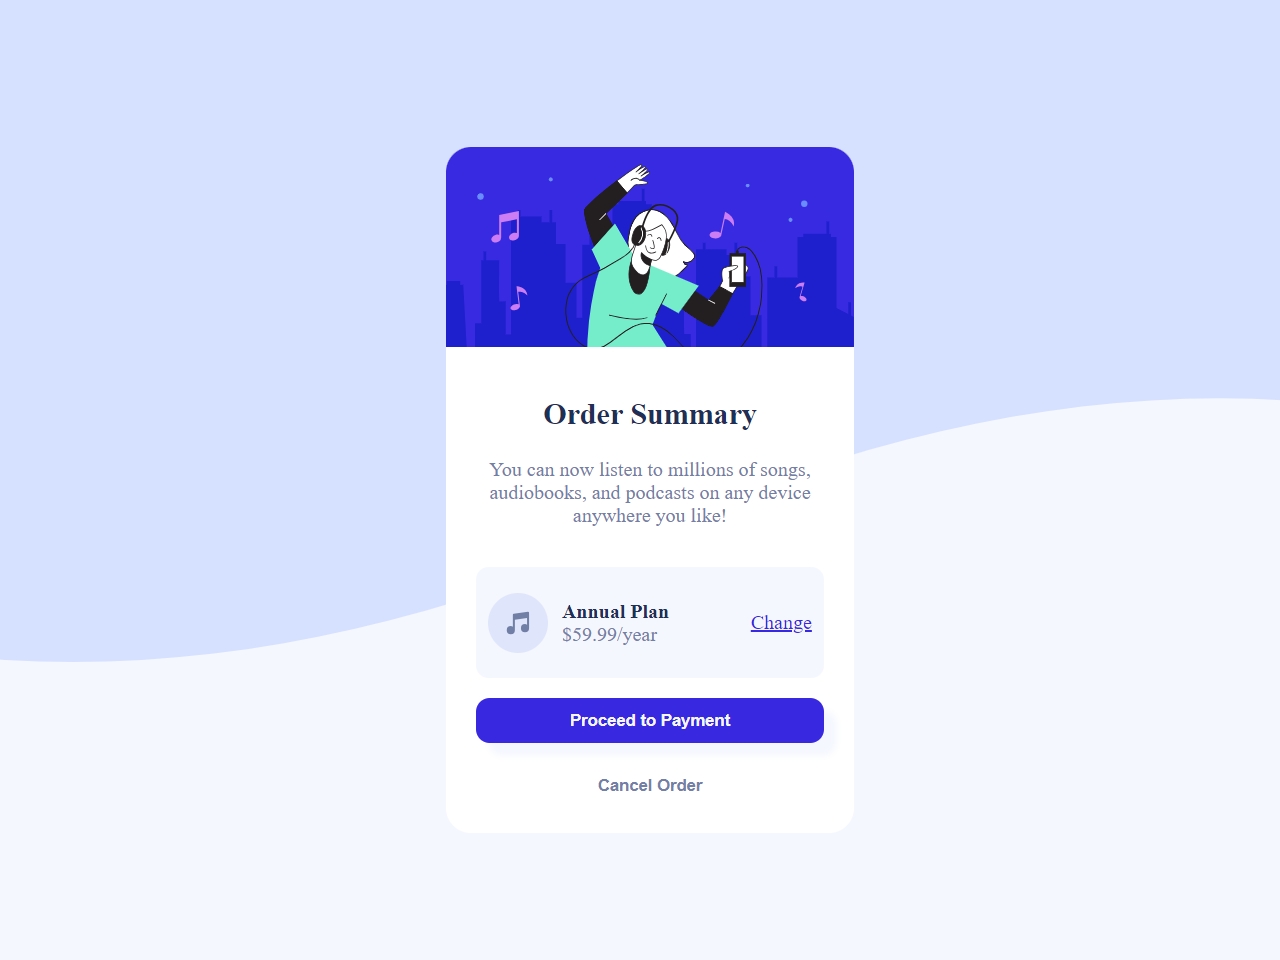 Order Summary
You can now listen to millions of songs,
audiobooks, and podcasts on any device
anywhere you like!
Annual Plan
$59.99/year
Change
Proceed to Payment
Cancel Order